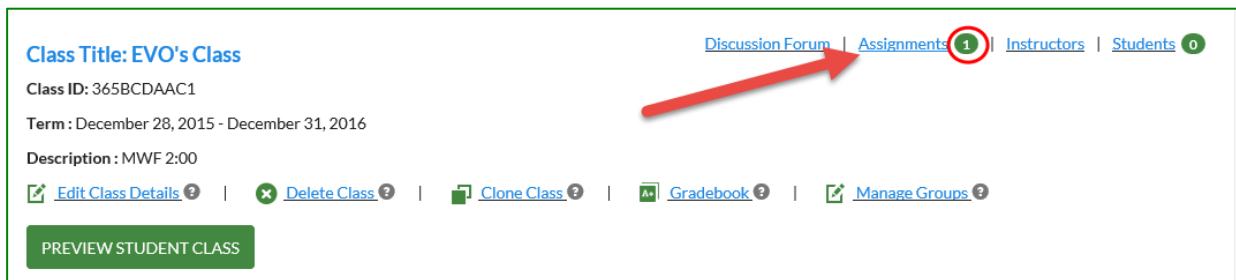 Discussion Forum | Assignments 1 | Instructors | Students 0
Class Title: EVO's Class
Class ID: 365BCDAAC1
Term : December 28, 2015 - December 31, 2016
Description : MWF 2:00
Edit Class Details ? | Delete Class ? | Clone Class ? | A+ Gradebook ? | Manage Groups ?
PREVIEW STUDENT CLASS